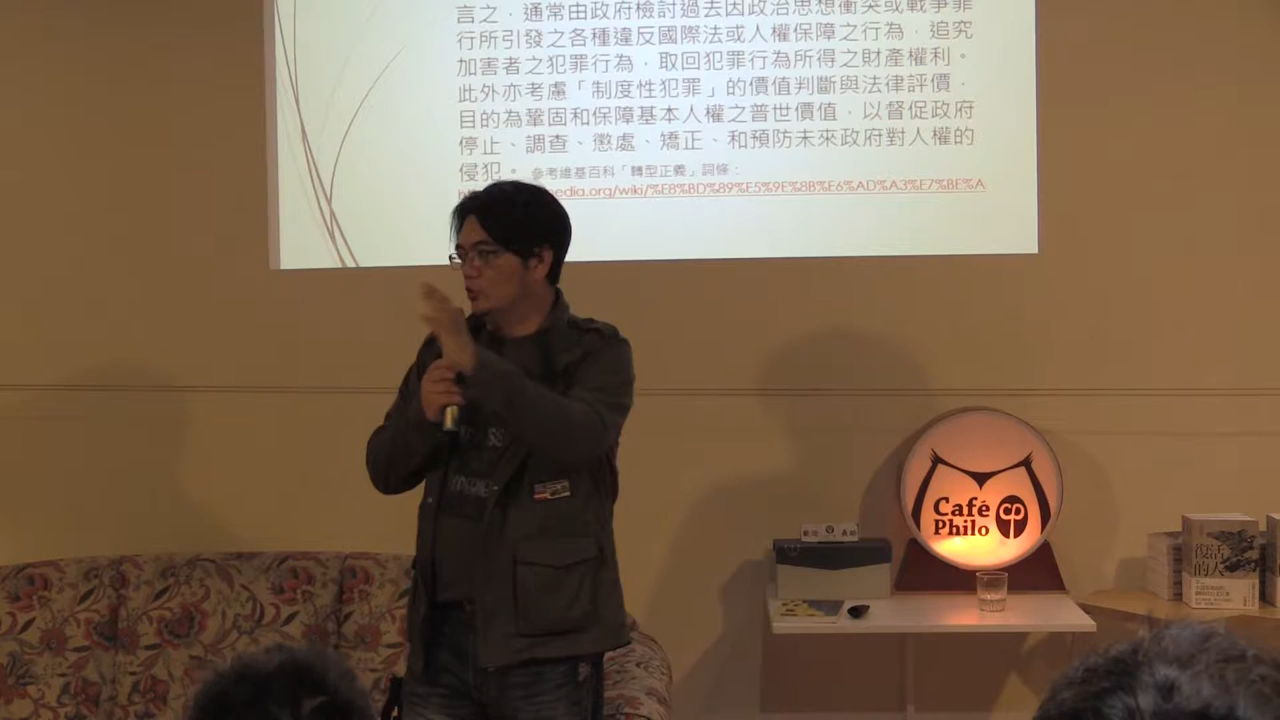 言之，通常由政府檢討過去因政治思想衝突或戰爭罪
行所引發之各種違反國際法或人權保障之行為，追究
加害者之犯罪行為，取回犯罪行為所得之財產權利。
此外亦考慮「制度性犯罪」的價值判斷與法律評價，
目的為鞏固和保障基本人權之普世價值，以督促政府
停止、調查、懲處、矯正、和預防未來政府對人權的
侵犯。參考維基百科「轉型正義」詞條：
edia.org/wiki/%E8%BD%89%E5%9E%8B%E6%AD%A3%E7%BE%A
Café
Philo
復活
的人